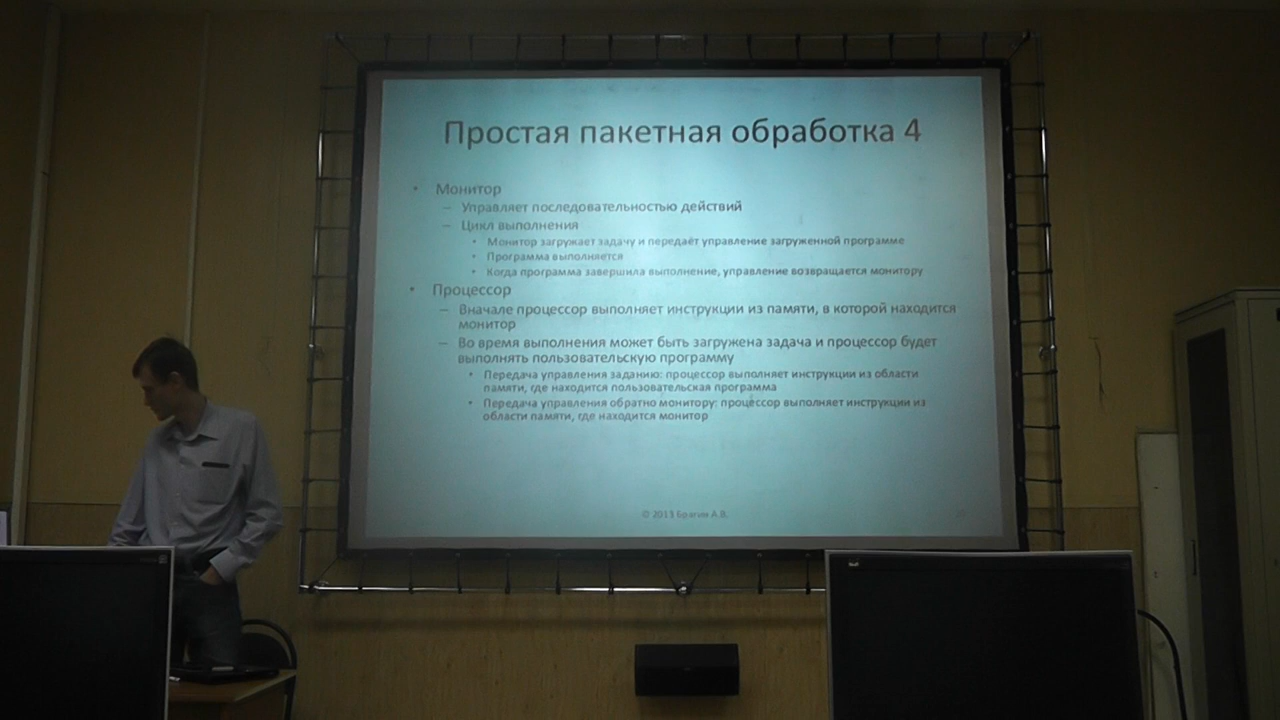 Простая пакетная обработка 4
• Монитор
– Управляет последовательностью действий
– Цикл выполнения
• Монитор загружает задачу и передаёт управление загруженной программе
• Программа выполняется
• Когда программа завершила выполнение, управление возвращается монитору
• Процессор
– Вначале процессор выполняет инструкции из памяти, в которой находится
монитор
– Во время выполнения может быть загружена задача и процессор будет
выполнять пользовательскую программу
• Передача управления заданию: процессор выполняет инструкции из области
памяти, где находится пользовательская программа
• Передача управления обратно монитору: процессор выполняет инструкции из
области памяти, где находится монитор
© 2013 Брагин А.В.